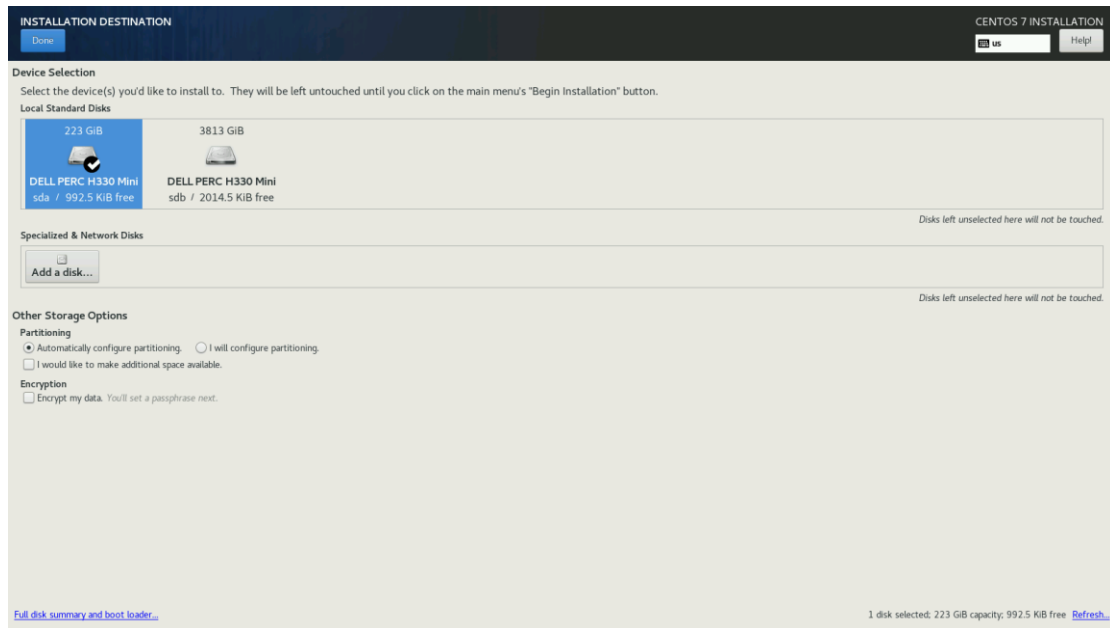 INSTALLATION DESTINATION
CENTOS 7 INSTALLATION
Done
us
Help!
Device Selection
Select the device(s) you'd like to install to. They will be left untouched until you click on the main menu's "Begin Installation" button.
Local Standard Disks
223 GiB
3813 GiB
DELL PERC H330 Mini
DELL PERC H330 Mini
sda / 992.5 KiB free
sdb / 2014.5 KiB free
Disks left unselected here will not be touched.
Specialized & Network Disks
Add a disk...
Disks left unselected here will not be touched.
Other Storage Options
Partitioning
Automatically configure partitioning. I will configure partitioning.
I would like to make additional space available.
Encryption
Encrypt my data. You'll set a passphrase next.
Full disk summary and boot loader...
1 disk selected; 223 GiB capacity; 992.5 KiB free Refresh...